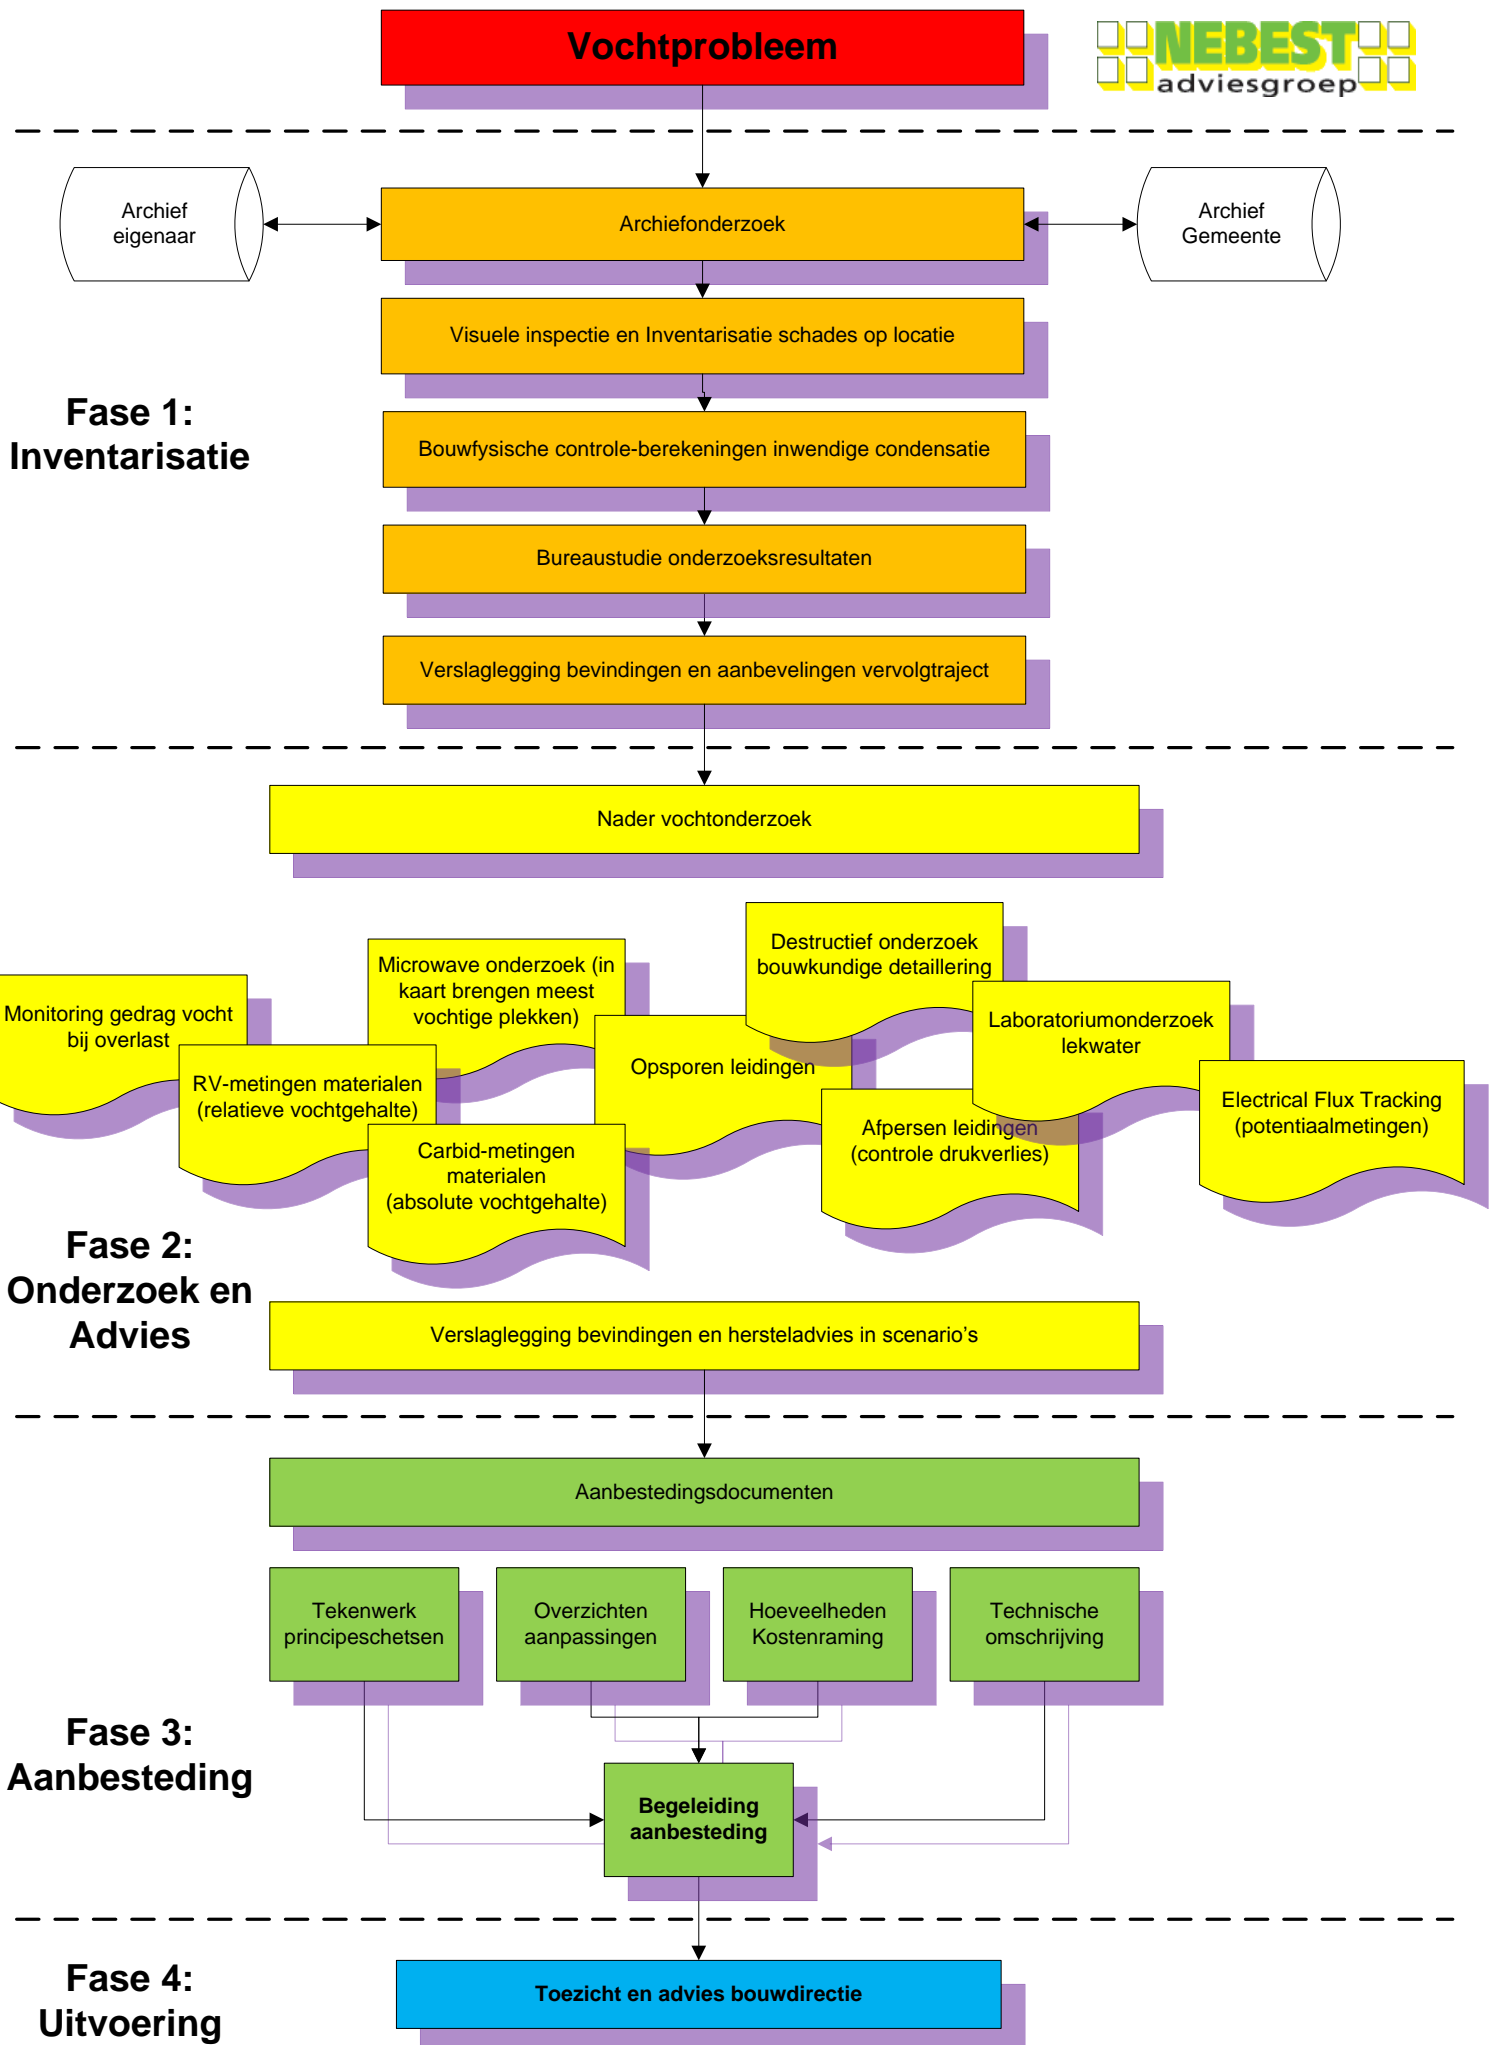 Vochtprobleem
NEBEST
adviesgroep
Archief
eigenaar
Archiefonderzoek
Archief
Gemeente
Visuele inspectie en Inventarisatie schades op locatie
Fase 1:
Inventarisatie
Bouwfysische controle-berekeningen inwendige condensatie
Bureaustudie onderzoeksresultaten
Verslaglegging bevindingen en aanbevelingen vervolgtraject
Nader vochtonderzoek
Monitoring gedrag vocht
bij overlast
RV-metingen materialen
(relatieve vochtgehalte)
Microwave onderzoek (in
kaart brengen meest
vochtige plekken)
Carbid-metingen
materialen
(absolute vochtgehalte)
Opsporen leidingen
Destructief onderzoek
bouwkundige detaillering
Afpersen leidingen
(controle drukverlies)
Laboratoriumonderzoek
lekwater
Electrical Flux Tracking
(potentiaalmetingen)
Fase 2:
Onderzoek en
Advies
Verslaglegging bevindingen en hersteladvies in scenario's
Aanbestedingsdocumenten
Tekenwerk
principeschetsen
Overzichten
aanpassingen
Hoeveelheden
Kostenraming
Technische
omschrijving
Fase 3:
Aanbesteding
Begeleiding
aanbesteding
Fase 4:
Uitvoering
Toezicht en advies bouwdirectie